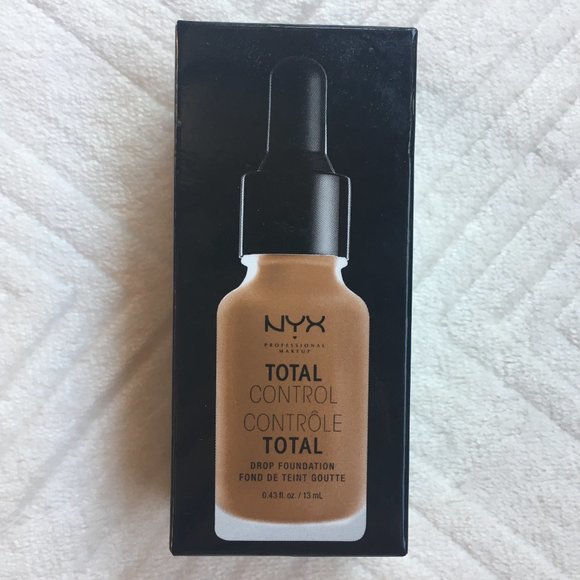 NYX
PROFESSIONAL
MAKEUP
TOTAL
CONTROL
CONTRÔLE
TOTAL
DROP FOUNDATION
FOND DE TEINT GOUTTE
0.43 fl. oz. / 13 mL